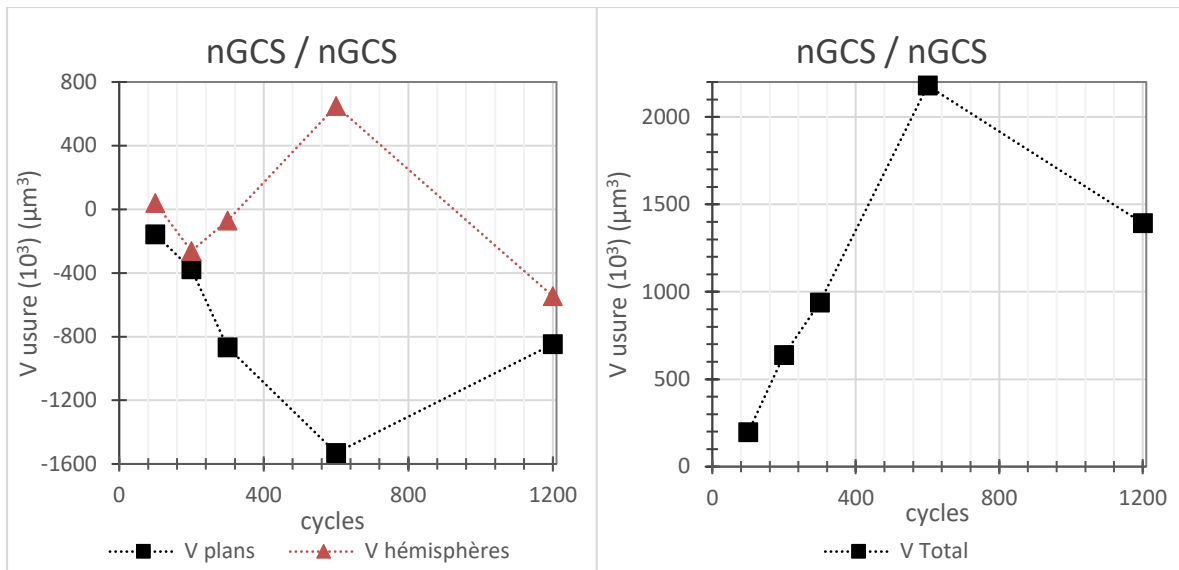 nGCS / nGCS
V usure (10³) (µm³)
800
400
0
-400
-800
-1200
-1600
0 400 800 1200
cycles
V plans V hémisphères
nGCS / nGCS
V usure (10³) (µm³)
2000
1500
1000
500
0
0 400 800 1200
cycles
V Total